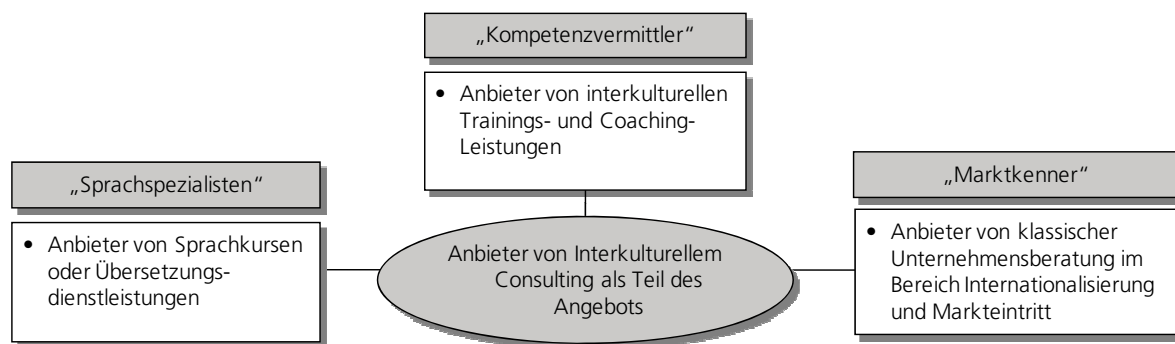 „Kompetenzvermittler“
• Anbieter von interkulturellen
Trainings- und Coaching-
Leistungen
„Sprachspezialisten“
• Anbieter von Sprachkursen
oder Übersetzungs-
dienstleistungen
Anbieter von Interkulturellem
Consulting als Teil des
Angebots
„Marktkenner“
• Anbieter von klassischer
Unternehmensberatung im
Bereich Internationalisierung
und Markteintritt